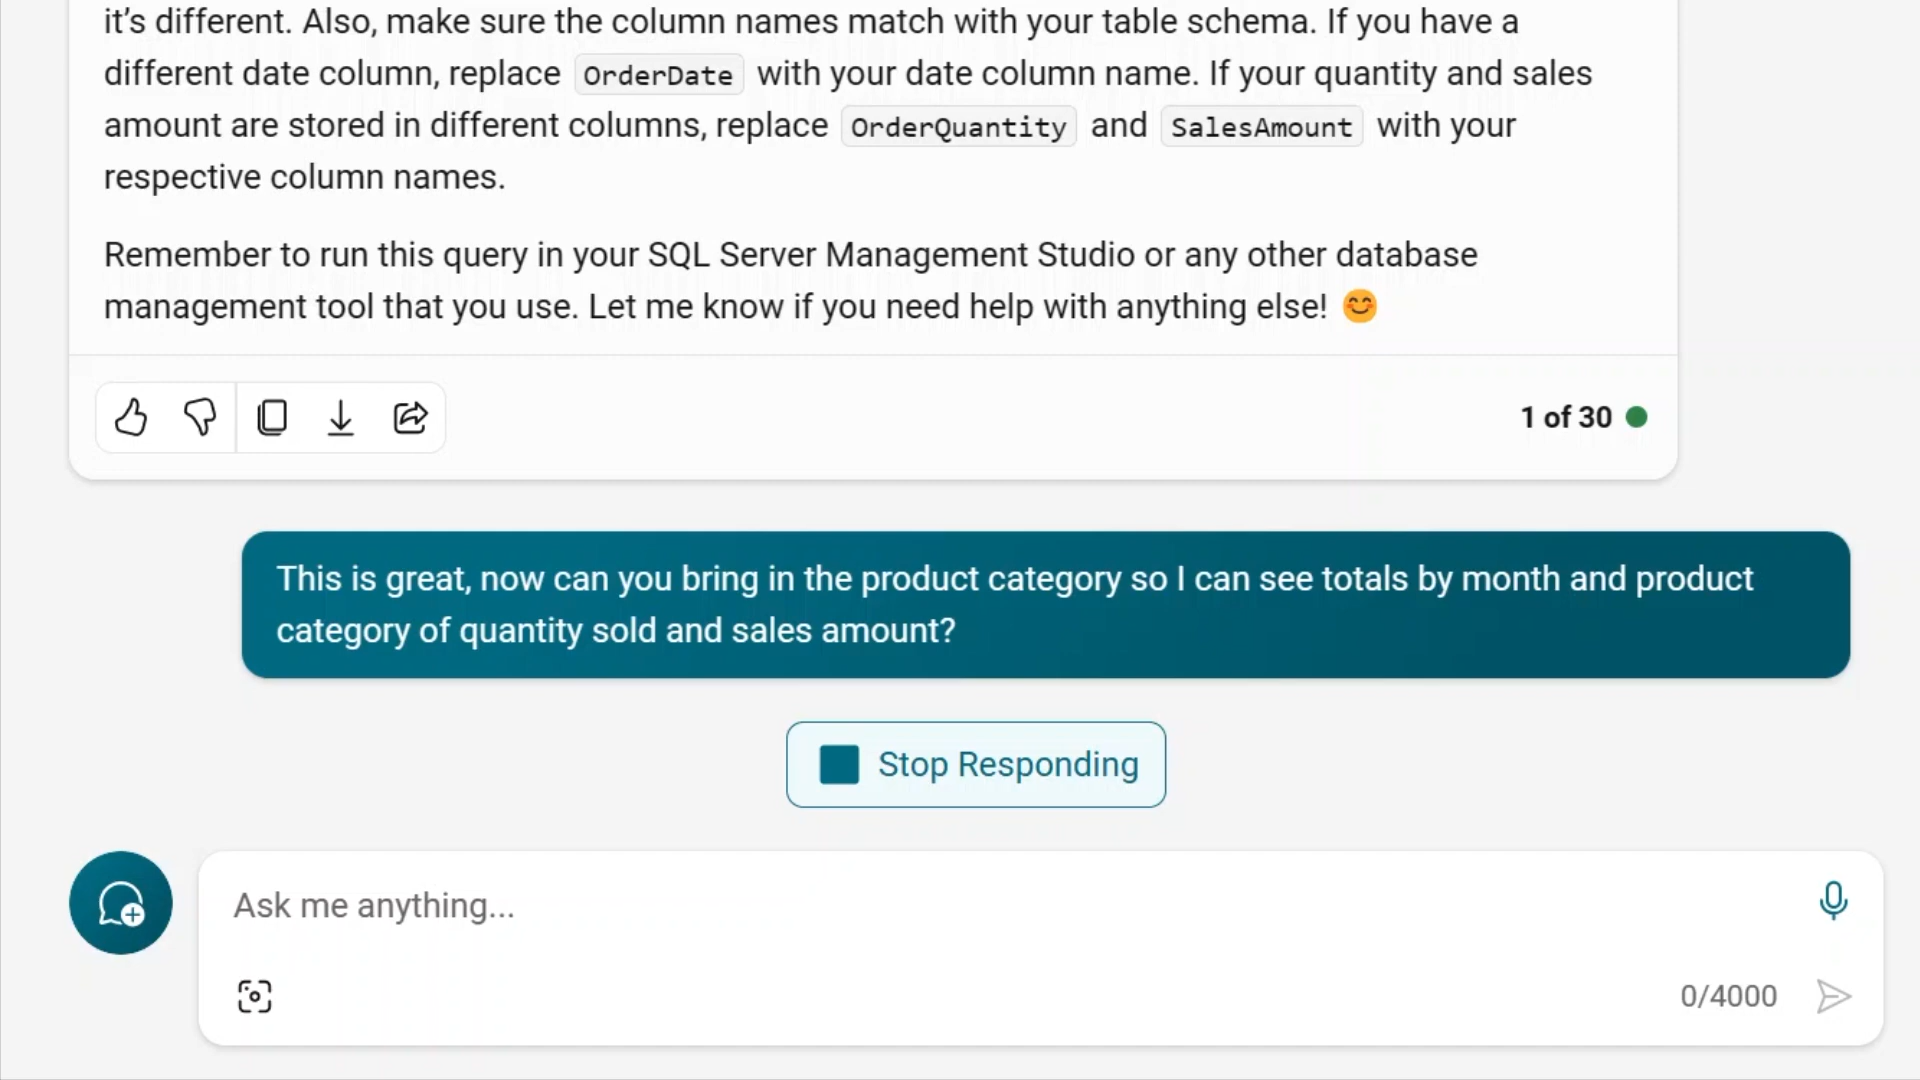 it’s different. Also, make sure the column names match with your table schema. If you have a
different date column, replace OrderDate with your date column name. If your quantity and sales
amount are stored in different columns, replace OrderQuantity and SalesAmount with your
respective column names.
Remember to run this query in your SQL Server Management Studio or any other database
management tool that you use. Let me know if you need help with anything else! 😊
1 of 30
This is great, now can you bring in the product category so I can see totals by month and product
category of quantity sold and sales amount?
Stop Responding
Ask me anything...
0/4000